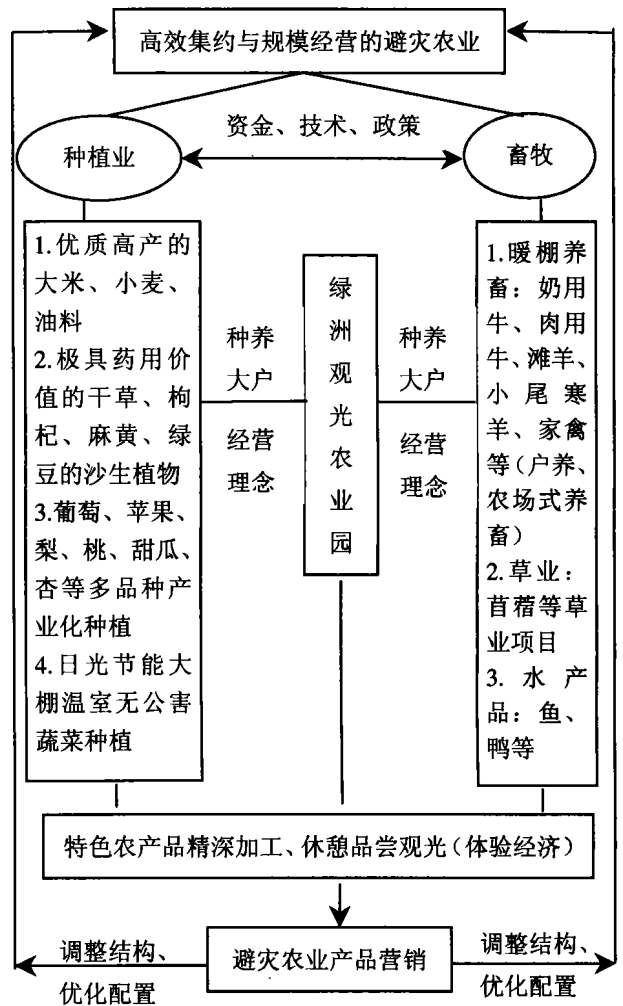 高效集约与规模经营的避灾农业
资金、技术、政策
种植业
畜牧
1.优质高产的
大米、小麦、
油料
2.极具药用价
值的干草、枸
杞、麻黄、绿
豆的沙生植物
3.葡萄、苹果、
梨、桃、甜瓜、
杏等多品种产
业化种植
4.日光节能大
棚温室无公害
蔬菜种植
种养
大户
经营
理念
绿
洲
观
光
农
业
园
种养
大户
经营
理念
1.暖棚养
畜：奶用
牛、肉用
牛、滩羊、
小尾寒
羊、家禽
等（户养、
农场式养
畜）
2.草业：
苜蓿等草
业项目
3.水产
品：鱼、
鸭等
特色农产品精深加工、休憩品尝观光（体验经济）
调整结构、
优化配置
避灾农业产品营销
调整结构、
优化配置